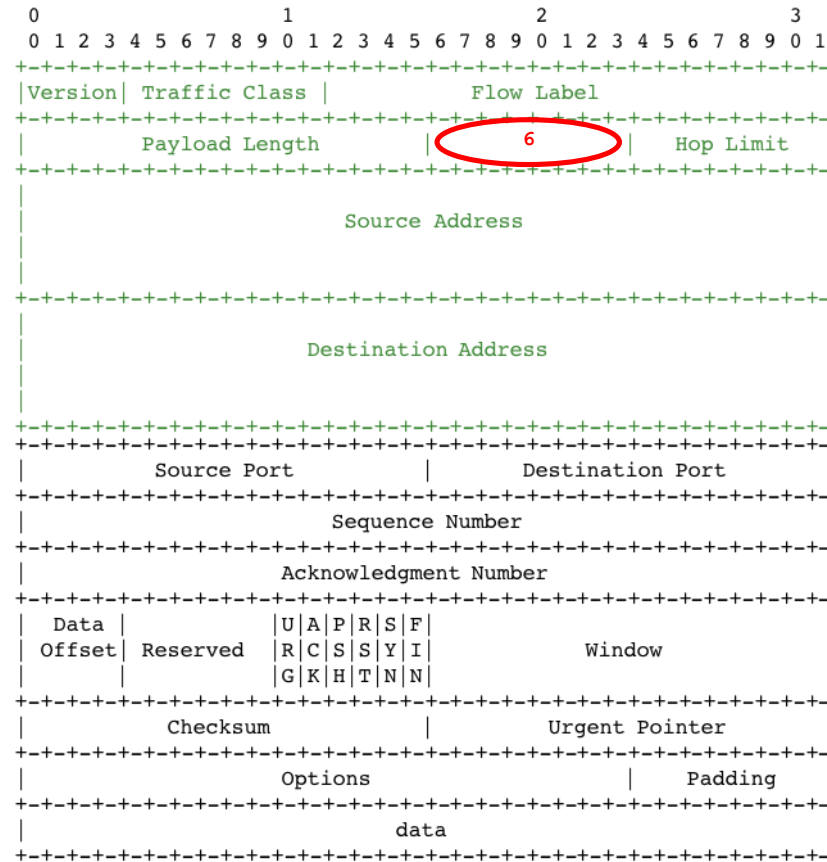 0                   1                   2                   3
0 1 2 3 4 5 6 7 8 9 0 1 2 3 4 5 6 7 8 9 0 1 2 3 4 5 6 7 8 9 0 1
+-+-+-+-+-+-+-+-+-+-+-+-+-+-+-+-+-+-+-+-+-+-+-+-+-+-+-+-+-+-+-+-
|Version| Traffic Class |           Flow Label
+-+-+-+-+-+-+-+-+-+-+-+-+-+-+-+-+-+-+-+-+-+-+-+-+-+-+-+-+-+-+-+-
|         Payload Length        |       6       |   Hop Limit
+-+-+-+-+-+-+-+-+-+-+-+-+-+-+-+-+-+-+-+-+-+-+-+-+-+-+-+-+-+-+-+-
|
|                         Source Address
|
|
+-+-+-+-+-+-+-+-+-+-+-+-+-+-+-+-+-+-+-+-+-+-+-+-+-+-+-+-+-+-+-+-
|
|                      Destination Address
|
|
+-+-+-+-+-+-+-+-+-+-+-+-+-+-+-+-+-+-+-+-+-+-+-+-+-+-+-+-+-+-+-+-
+-+-+-+-+-+-+-+-+-+-+-+-+-+-+-+-+-+-+-+-+-+-+-+-+-+-+-+-+-+-+-+-
|          Source Port          |       Destination Port
+-+-+-+-+-+-+-+-+-+-+-+-+-+-+-+-+-+-+-+-+-+-+-+-+-+-+-+-+-+-+-+-
|                        Sequence Number
+-+-+-+-+-+-+-+-+-+-+-+-+-+-+-+-+-+-+-+-+-+-+-+-+-+-+-+-+-+-+-+-
|                    Acknowledgment Number
+-+-+-+-+-+-+-+-+-+-+-+-+-+-+-+-+-+-+-+-+-+-+-+-+-+-+-+-+-+-+-+-
|  Data |           |U|A|P|R|S|F|
| Offset| Reserved  |R|C|S|S|Y|I|            Window
|       |           |G|K|H|T|N|N|
+-+-+-+-+-+-+-+-+-+-+-+-+-+-+-+-+-+-+-+-+-+-+-+-+-+-+-+-+-+-+-+-
|           Checksum            |         Urgent Pointer
+-+-+-+-+-+-+-+-+-+-+-+-+-+-+-+-+-+-+-+-+-+-+-+-+-+-+-+-+-+-+-+-
|                    Options                    |    Padding
+-+-+-+-+-+-+-+-+-+-+-+-+-+-+-+-+-+-+-+-+-+-+-+-+-+-+-+-+-+-+-+-
|                             data
+-+-+-+-+-+-+-+-+-+-+-+-+-+-+-+-+-+-+-+-+-+-+-+-+-+-+-+-+-+-+-+-